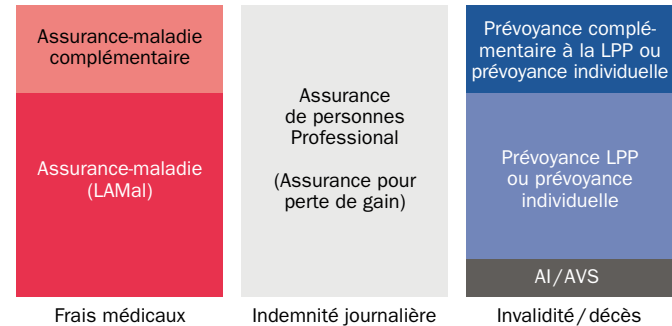 Assurance-maladie
complémentaire
Assurance-maladie
(LAMal)
Frais médicaux
Assurance
de personnes
Professional
(Assurance pour
perte de gain)
Indemnité journalière
Prévoyance complé-
mentaire à la LPP ou
prévoyance individuelle
Prévoyance LPP
ou prévoyance
individuelle
AI/AVS
Invalidité/décès